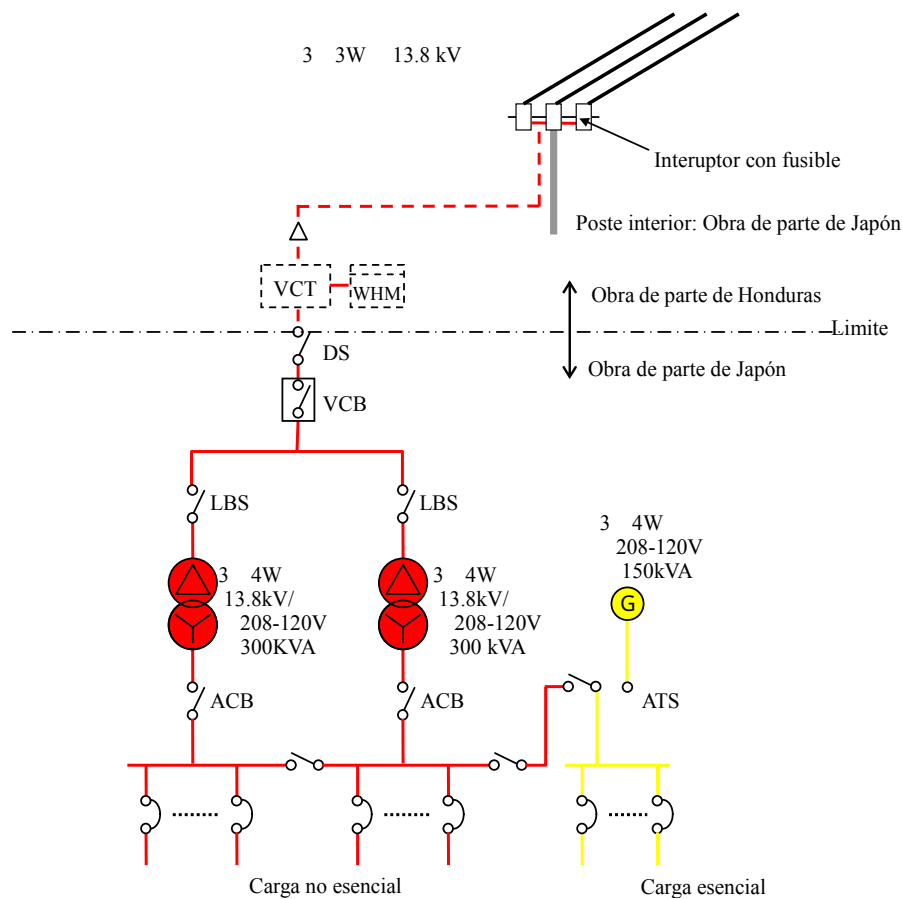 3 3W 13.8 kV
Interuptor con fusible
Poste interior: Obra de parte de Japón
VCT
WHM
Obra de parte de Honduras
Limite
DS
Obra de parte de Japón
VCB
LBS
LBS
3 4W
208-120V
150kVA
3 4W
13.8kV/
208-120V
300KVA
3 4W
13.8kV/
208-120V
300 kVA
G
ACB
ACB
ATS
Carga no esencial
Carga esencial